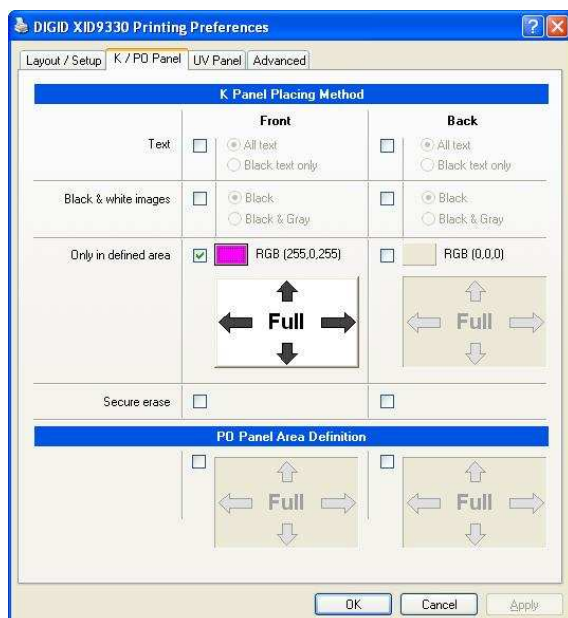 DIGID XID9330 Printing Preferences
Layout / Setup K / PO Panel UV Panel Advanced
K Panel Placing Method
Front Back
Text All text All text
Black text only Black text only
Black & white images Black Black
Black & Gray Black & Gray
Only in defined area RGB (255,0,255) RGB (0,0,0)
Full Full
Secure erase
PO Panel Area Definition
Full Full
OK Cancel Apply